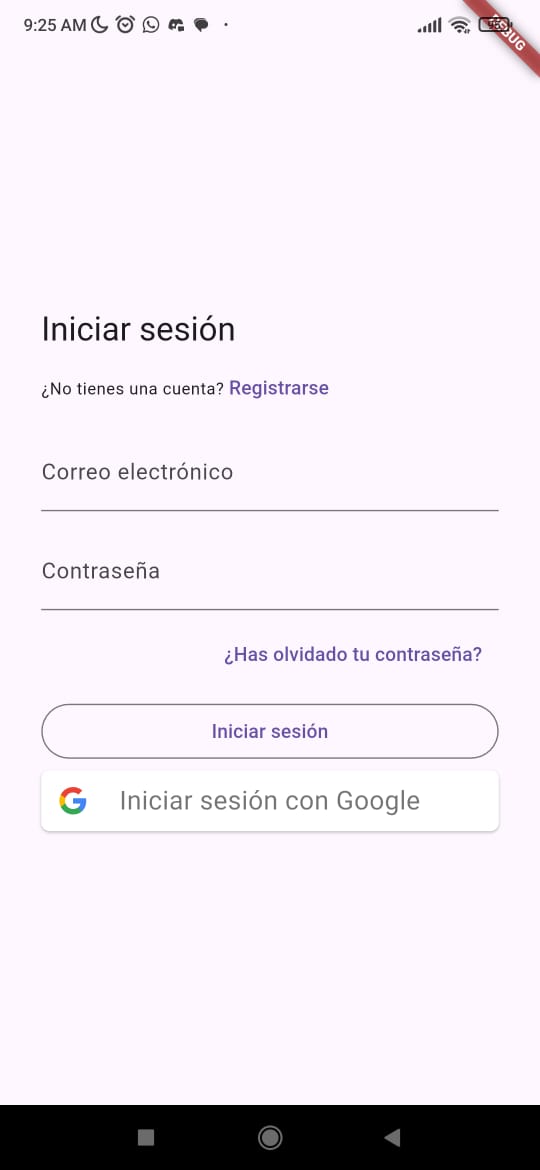 9:25 AM
DEBUG
Iniciar sesión
¿No tienes una cuenta? Registrarse
Correo electrónico
Contraseña
¿Has olvidado tu contraseña?
Iniciar sesión
Iniciar sesión con Google